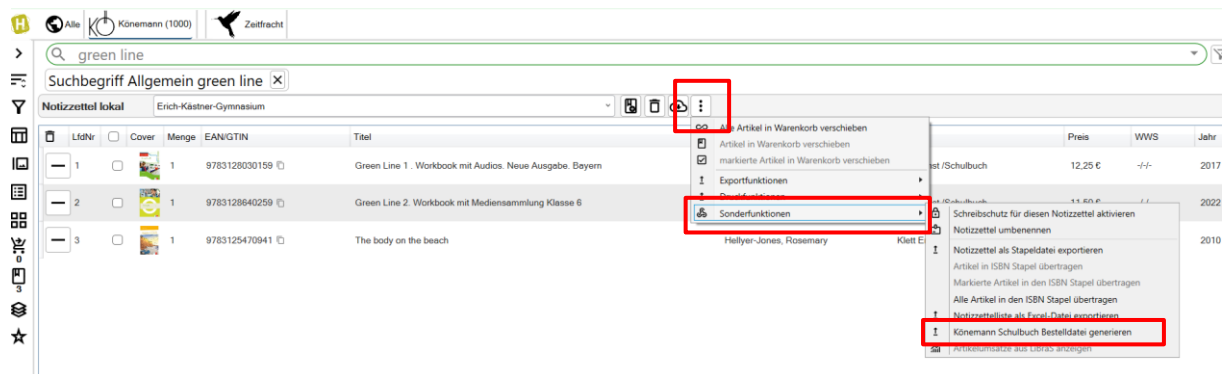 H Alle Könemann (1000) Zeitfracht
green line
Suchbegriff Allgemein green line
Notizzettel lokal Erich-Kästner-Gymnasium
LfdNr Cover Menge EAN/GTIN Titel Preis WWS Jahr
1 1 9783128030159 Green Line 1 . Workbook mit Audios. Neue Ausgabe. Bayern /Schulbuch 12,25 € -/-/- 2017
2 1 9783128640259 Green Line 2. Workbook mit Mediensammlung Klasse 6 2022
3 1 9783125470941 The body on the beach Hellyer-Jones, Rosemary Klett 2010
0
3
Alle Artikel in Warenkorb verschieben
Artikel in Warenkorb verschieben
markierte Artikel in Warenkorb verschieben
Exportfunktionen
Druckfunktionen
Sonderfunktionen
Schreibschutz für diesen Notizzettel aktivieren
Notizzettel umbenennen
Notizzettel als Stapeldatei exportieren
Artikel in ISBN Stapel übertragen
Markierte Artikel in den ISBN Stapel übertragen
Alle Artikel in den ISBN Stapel übertragen
Notizzettelliste als Excel-Datei exportieren
Könemann Schulbuch Bestelldatei generieren
Artikelumsätze aus LibraS anzeigen